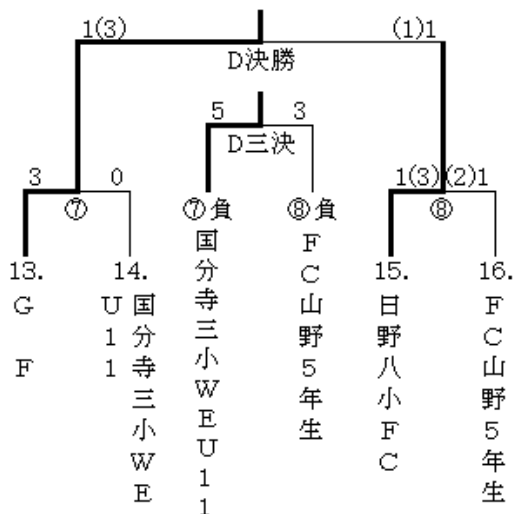 1(3) (1)1
D決勝
5 3
D三決
3 0 1(3)(2)1
⑦ ⑦負 ⑧負 ⑧
13. 14. 15. 16.
GF
国分寺三小WE
U11
国分寺三小WEU11
FC山野5年生
日野八小FC
FC山野5年生